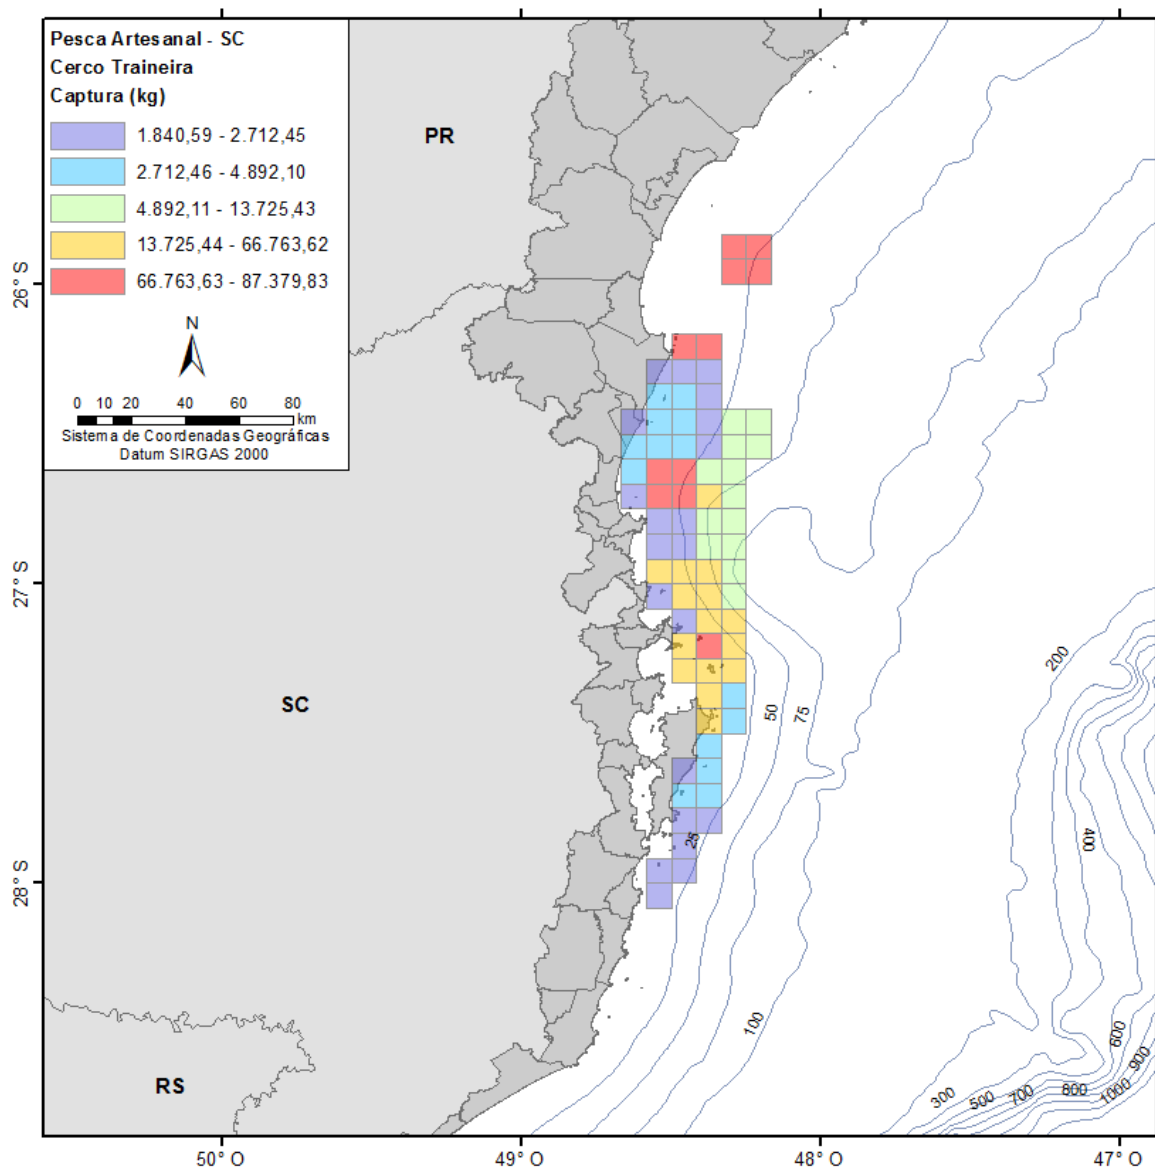 Pesca Artesanal - SC
Cerco Traineira
Captura (kg)
1.840,59 - 2.712,45
2.712,46 - 4.892,10
4.892,11 - 13.725,43
13.725,44 - 66.763,62
66.763,63 - 87.379,83
N
0 10 20 40 60 80
km
Sistema de Coordenadas Geográficas
Datum SIRGAS 2000
PR
SC
RS
26° S
27° S
28° S
50° O
49° O
48° O
47° O
25
50
75
100
200
400
600
900
300
500
700
800
1000